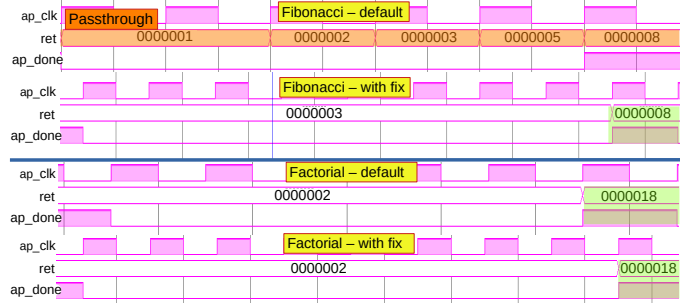 ap_clk Fibonacci – default
Passthrough
ret 0000001 0000002 0000003 0000005 0000008
ap_done
ap_clk Fibonacci – with fix
ret 0000003 0000008
ap_done
ap_clk Factorial – default
ret 0000002 0000018
ap_done
ap_clk Factorial – with fix
ret 0000002 0000018
ap_done